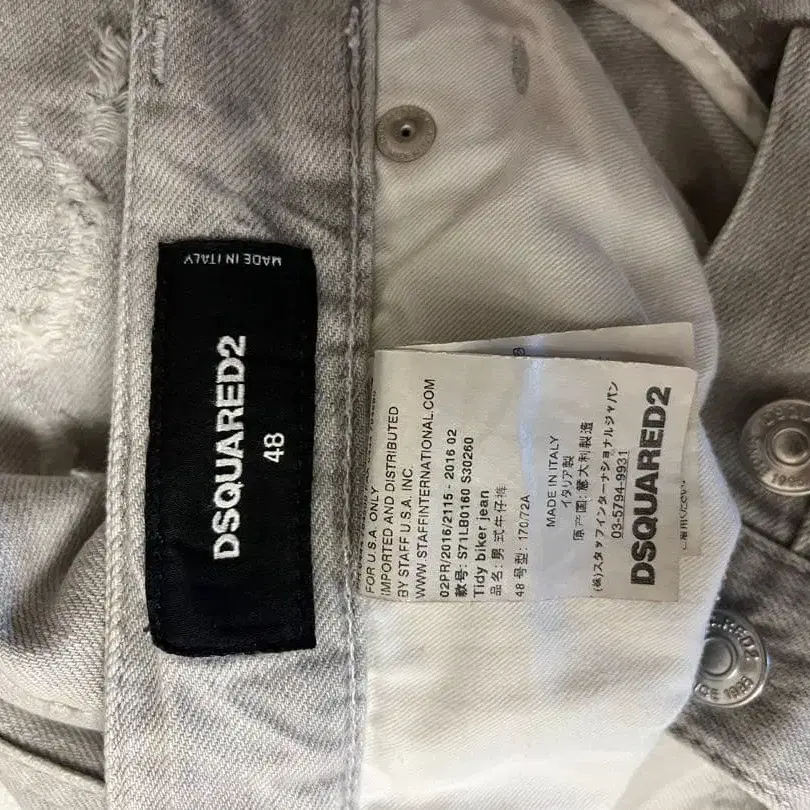 MADE IN ITALY
DSQUARED2
48
FOR U.S.A. ONLY
IMPORTED AND DISTRIBUTED
BY STAFF U.S.A. INC.
WWW.STAFFINTERNATIONAL.COM
02PR/2016/2115 - 2016 02
款号: S71LB0160 S30260
Tidy biker jean
品名: 男式牛仔裤
48 号型: 170/72A
MADE IN ITALY
イタリア製
原产国: 意大利製造
(株)スタッフインターナショナルジャパン
03-5794-9931
DSQUARED2